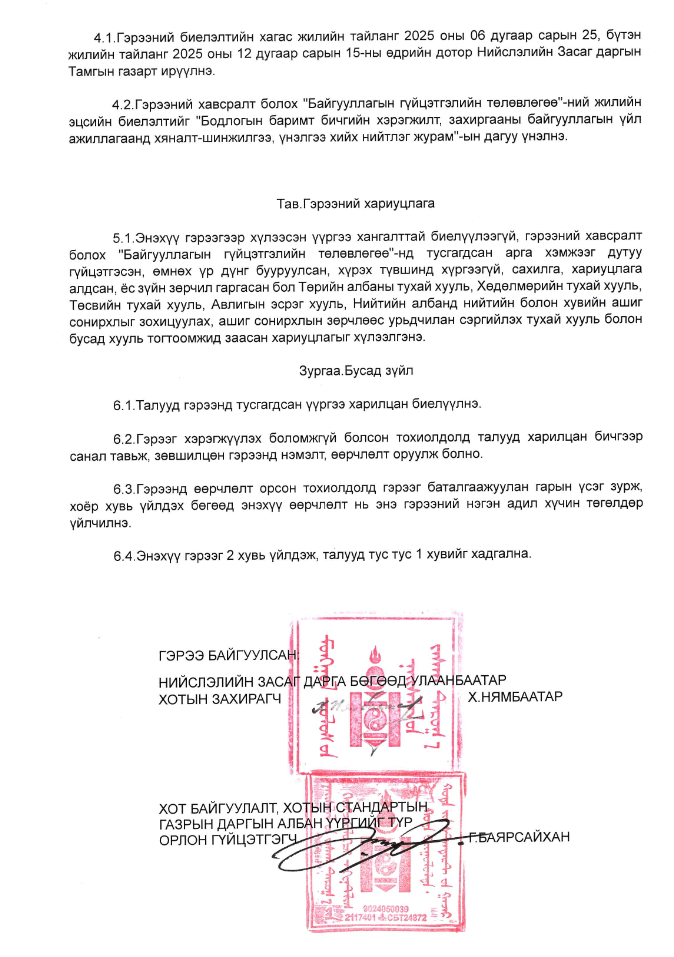 4.1.Гэрээний биелэлтийн хагас жилийн тайланг 2025 оны 06 дугаар сарын 25, бүтэн
жилийн тайланг 2025 оны 12 дугаар сарын 15-ны өдрийн дотор Нийслэлийн Засаг даргын
Тамгын газарт ирүүлнэ.
4.2.Гэрээний хавсралт болох "Байгууллагын гүйцэтгэлийн төлөвлөгөө"-ний жилийн
эцсийн биелэлтийг "Бодлогын баримт бичгийн хэрэгжилт, захиргааны байгууллагын үйл
ажиллагаанд хяналт-шинжилгээ, үнэлгээ хийх нийтлэг журам"-ын дагуу үнэлнэ.
Тав.Гэрээний хариуцлага
5.1.Энэхүү гэрээгээр хүлээсэн үүргээ хангалттай биелүүлээгүй, гэрээний хавсралт
болох "Байгууллагын гүйцэтгэлийн төлөвлөгөө"-нд тусгагдсан арга хэмжээг дутуу
гүйцэтгэсэн, өмнөх үр дүнг бууруулсан, хүрэх түвшинд хүргээгүй, сахилга, хариуцлага
алдсан, ёс зүйн зөрчил гаргасан бол Төрийн албаны тухай хууль, Хөдөлмөрийн тухай хууль,
Төсвийн тухай хууль, Авлигын эсрэг хууль, Нийтийн албанд нийтийн болон хувийн ашиг
сонирхлыг зохицуулах, ашиг сонирхлын зөрчлөөс урьдчилан сэргийлэх тухай хууль болон
бусад хууль тогтоомжид заасан хариуцлагыг хүлээлгэнэ.
Зургаа.Бусад зүйл
6.1.Талууд гэрээнд тусгагдсан үүргээ харилцан биелүүлнэ.
6.2.Гэрээг хэрэгжүүлэх боломжгүй болсон тохиолдолд талууд харилцан бичгээр
санал тавьж, зөвшилцөн гэрээнд нэмэлт, өөрчлөлт оруулж болно.
6.3.Гэрээнд өөрчлөлт орсон тохиолдолд гэрээг баталгаажуулан гарын үсэг зурж,
хоёр хувь үйлдэх бөгөөд энэхүү өөрчлөлт нь энэ гэрээний нэгэн адил хүчин төгөлдөр
үйлчилнэ.
6.4.Энэхүү гэрээг 2 хувь үйлдэж, талууд тус тус 1 хувийг хадгална.
ГЭРЭЭ БАЙГУУЛСАН:
НИЙСЛЭЛИЙН ЗАСАГ ДАРГА БӨГӨӨД УЛААНБААТАР
ХОТЫН ЗАХИРАГЧ Х.НЯМБААТАР
ХОТ БАЙГУУЛАЛТ, ХОТЫН СТАНДАРТЫН
ГАЗРЫН ДАРГЫН АЛБАН ҮҮРГИЙГ ТҮР
ОРЛОН ГҮЙЦЭТГЭГЧ Г.БАЯРСАЙХАН
9024050039
2117401 СБТ24372